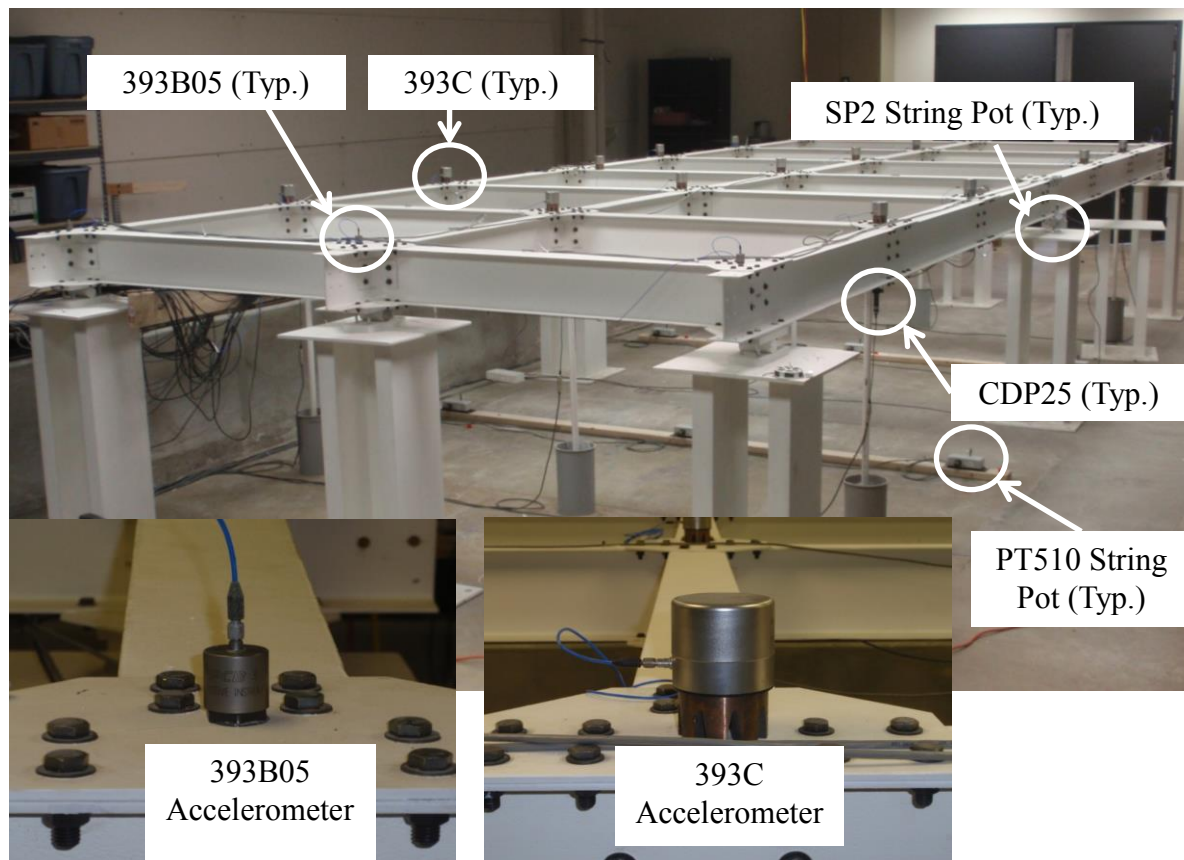 393B05 (Typ.)
393C (Typ.)
SP2 String Pot (Typ.)
CDP25 (Typ.)
PT510 String
Pot (Typ.)
393B05
Accelerometer
393C
Accelerometer